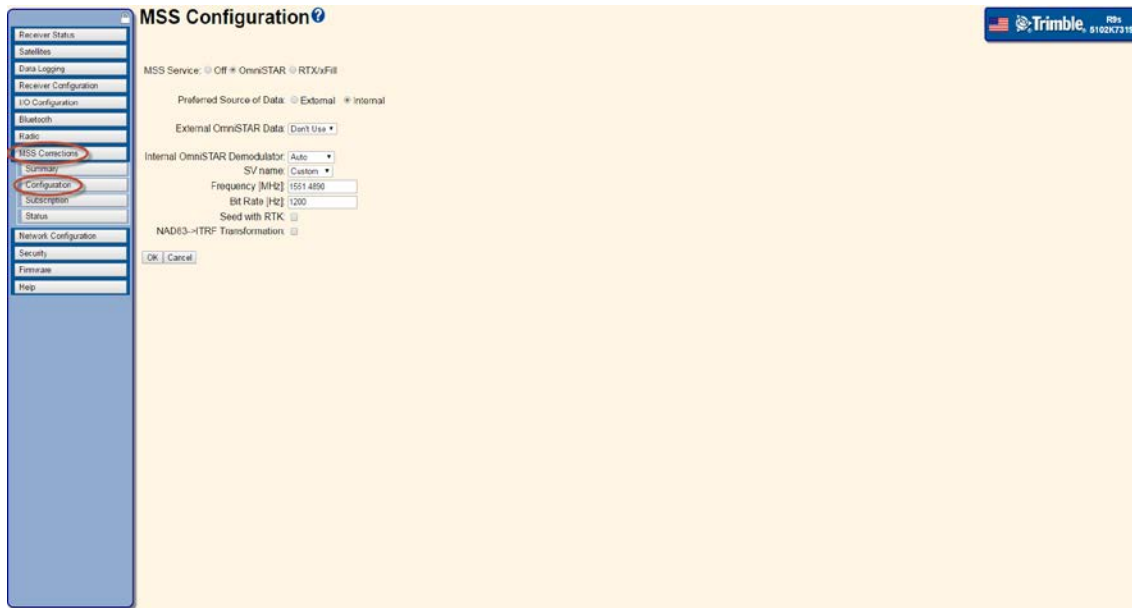 MSS Configuration?
R9s
Trimble. 5102K7319
Receiver Status
Satellites
Data Logging
Receiver Configuration
I/O Configuration
Bluetooth
Radio
MSS Corrections
Summary
Configuration
Subscription
Status
Network Configuration
Security
Firmware
Help
MSS Service: Off OmniSTAR RTX/xFill
Preferred Source of Data: External Internal
External OmniSTAR Data: Don't Use
Internal OmniSTAR Demodulator: Auto
SV name: Custom
Frequency [MHz]: 1551.4890
Bit Rate [Hz]: 1200
Seed with RTK:
NAD83->ITRF Transformation:
OK Cancel